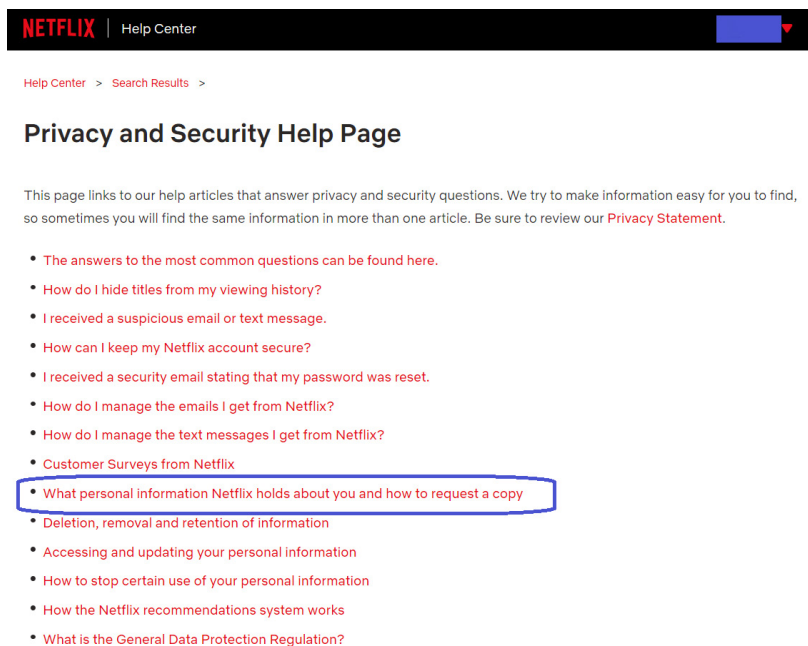 NETFLIX | Help Center
Help Center > Search Results >
Privacy and Security Help Page
This page links to our help articles that answer privacy and security questions. We try to make information easy for you to find,
so sometimes you will find the same information in more than one article. Be sure to review our Privacy Statement.
• The answers to the most common questions can be found here.
• How do I hide titles from my viewing history?
• I received a suspicious email or text message.
• How can I keep my Netflix account secure?
• I received a security email stating that my password was reset.
• How do I manage the emails I get from Netflix?
• How do I manage the text messages I get from Netflix?
• Customer Surveys from Netflix
• What personal information Netflix holds about you and how to request a copy
• Deletion, removal and retention of information
• Accessing and updating your personal information
• How to stop certain use of your personal information
• How the Netflix recommendations system works
• What is the General Data Protection Regulation?